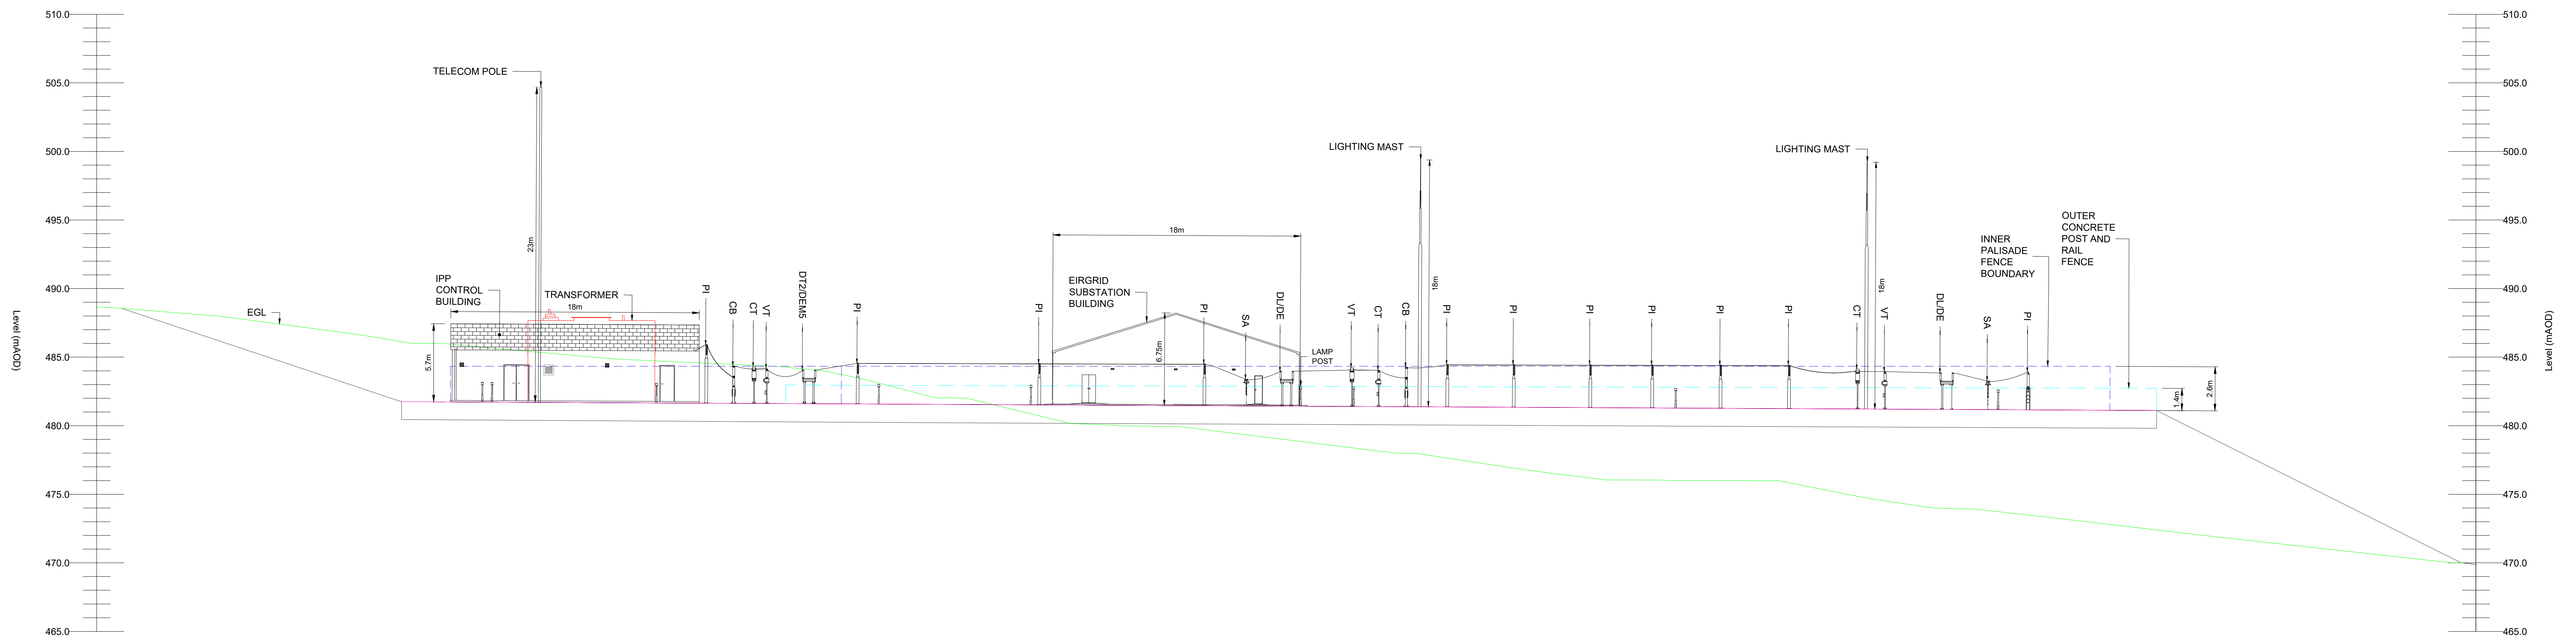 510.0
505.0
500.0
495.0
490.0
485.0
480.0
475.0
470.0
465.0
Level (mAOD)
EGL
TELECOM POLE
23m
IPP
CONTROL
BUILDING
18m
TRANSFORMER
5.7m
PI
CB
CT
VT
DT2/DEM5
PI
PI
18m
EIRGRID
SUBSTATION
BUILDING
6.75m
PI
SA
DL/DE
LAMP
POST
VT
CT
CB
LIGHTING MAST
18m
PI
PI
PI
PI
PI
PI
LIGHTING MAST
18m
CT
VT
DL/DE
SA
PI
INNER
PALISADE
FENCE
BOUNDARY
OUTER
CONCRETE
POST AND
RAIL
FENCE
1.4m
2.6m
510.0
505.0
500.0
495.0
490.0
485.0
480.0
475.0
470.0
465.0
Level (mAOD)